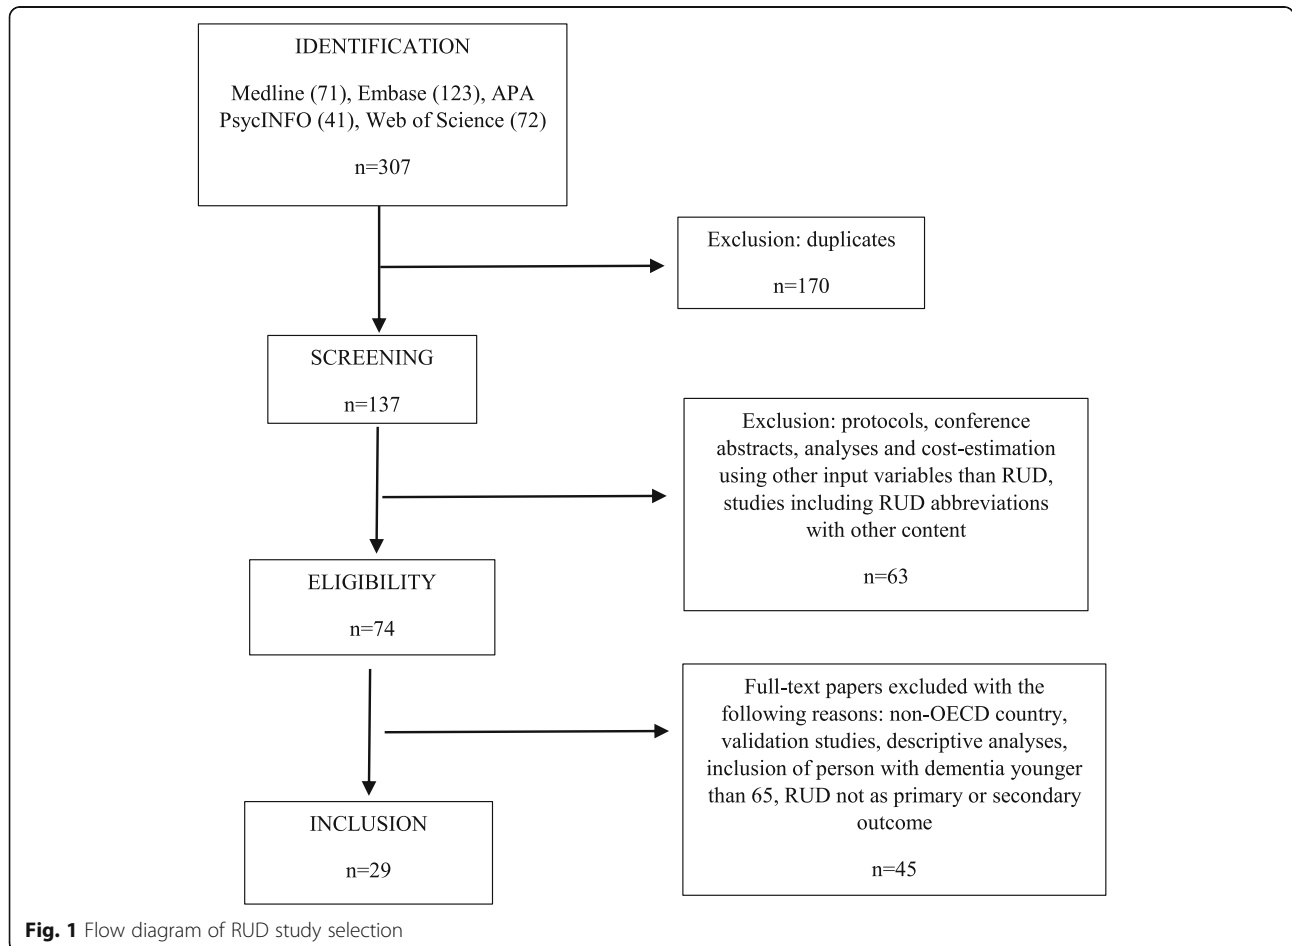 IDENTIFICATION
Medline (71), Embase (123), APA
PsycINFO (41), Web of Science (72)
n=307
Exclusion: duplicates
n=170
SCREENING
n=137
Exclusion: protocols, conference
abstracts, analyses and cost-estimation
using other input variables than RUD,
studies including RUD abbreviations
with other content
n=63
ELIGIBILITY
n=74
Full-text papers excluded with the
following reasons: non-OECD country,
validation studies, descriptive analyses,
inclusion of person with dementia younger
than 65, RUD not as primary or secondary
outcome
n=45
INCLUSION
n=29
Fig. 1 Flow diagram of RUD study selection